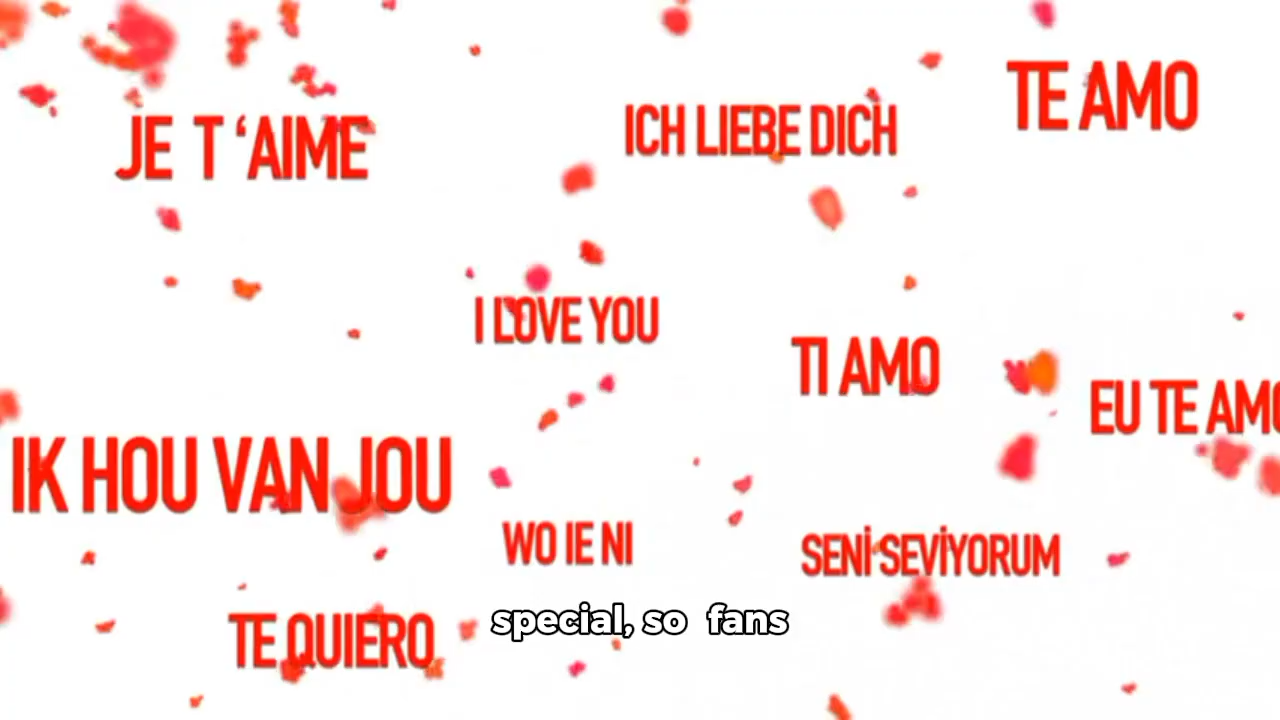 TE AMO
JE T 'AIME
ICH LIEBE DICH
I LOVE YOU
TI AMO
EU TE AMO
IK HOU VAN JOU
WO IE NI
SENİ SEVİYORUM
TE QUIERO
special, so fans